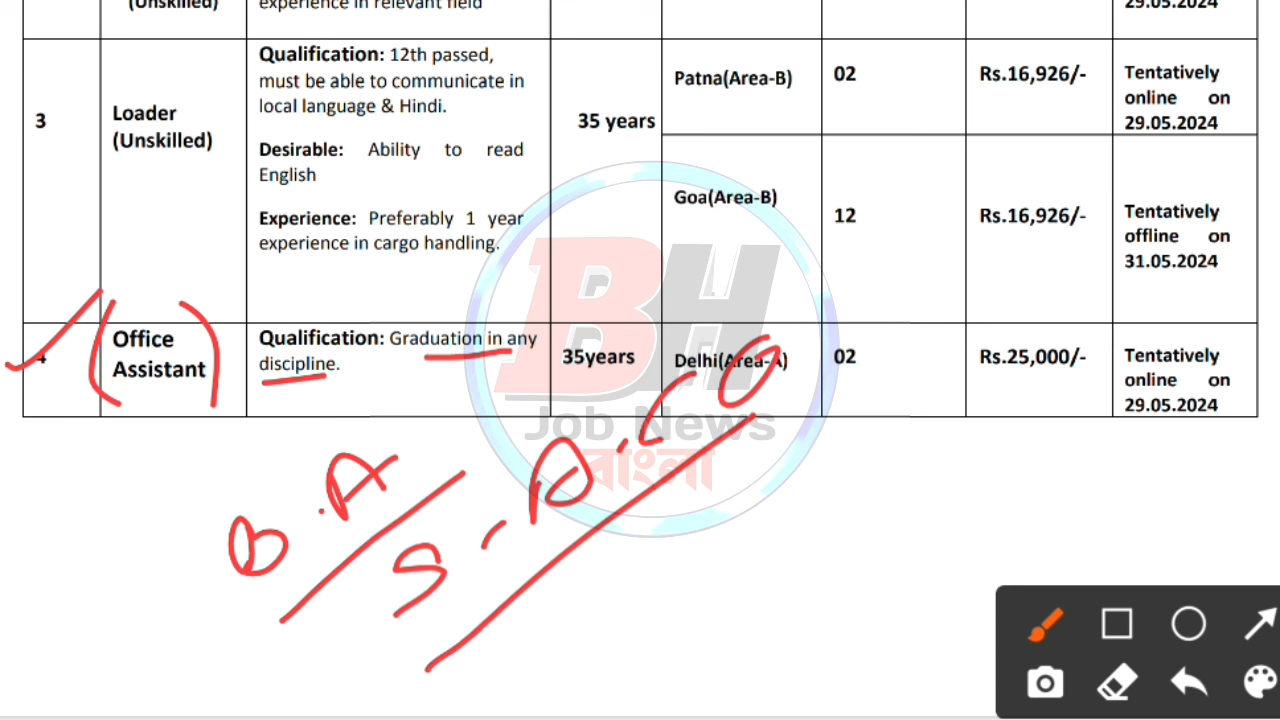 (Unskilled)
experience in relevant field
29.05.2024
3
Loader
(Unskilled)
Qualification: 12th passed,
must be able to communicate in
local language & Hindi.
Desirable: Ability to read
English
Experience: Preferably 1 year
experience in cargo handling.
35 years
Patna(Area-B)
02
Rs.16,926/-
Tentatively
online on
29.05.2024
Goa(Area-B)
12
Rs.16,926/-
Tentatively
offline on
31.05.2024
4
Office
Assistant
Qualification: Graduation in any
discipline.
35years
Delhi(Area-A)
02
Rs.25,000/-
Tentatively
online on
29.05.2024
BH
Job News
বাংলা
B.A